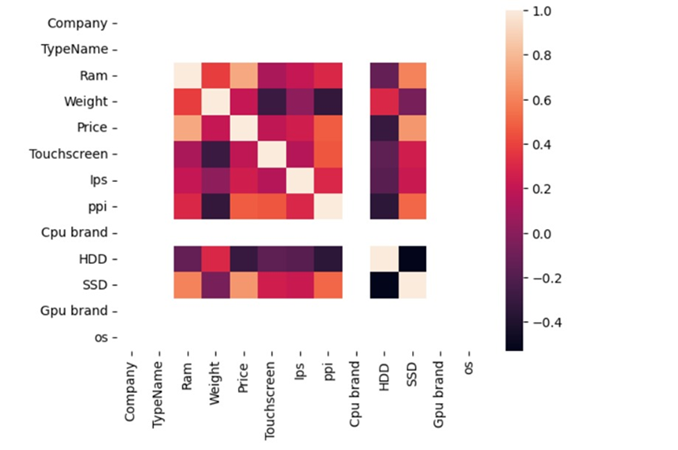 Company
TypeName
Ram
Weight
Price
Touchscreen
Ips
ppi
Cpu brand
HDD
SSD
Gpu brand
os
Company
TypeName
Ram
Weight
Price
Touchscreen
Ips
ppi
Cpu brand
HDD
SSD
Gpu brand
os
1.0
0.8
0.6
0.4
0.2
0.0
−0.2
−0.4